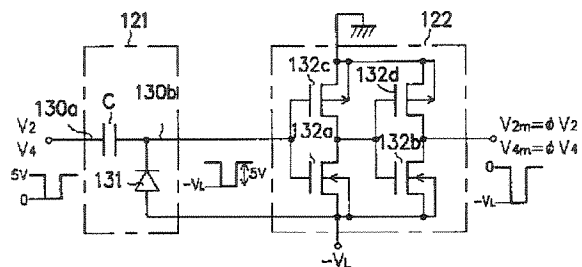 121
122
132c
132d
130a
C
130b
V2
V4
132a
132b
V2m=φV2
V4m=φV4
5V
0
131
-VL
5V
0
-VL
-VL